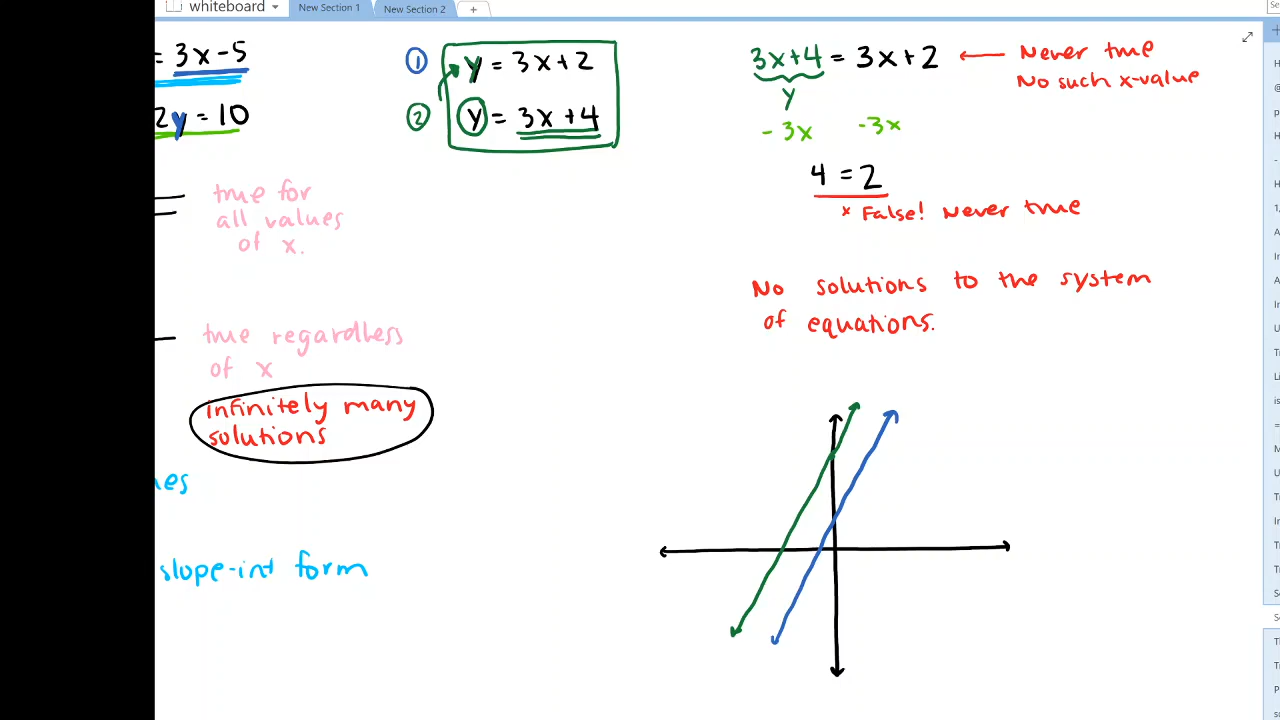 whiteboard
New Section 1
New Section 2
+
= 3x - 5
2y = 10
true for
all values
of x.
true regardless
of x
infinitely many
solutions
slope-int form
① y = 3x + 2
② y = 3x + 4
3x + 4 = 3x + 2
y
- 3x - 3x
4 = 2
x False! Never true
Never true
No such x-value
No solutions to the system
of equations.